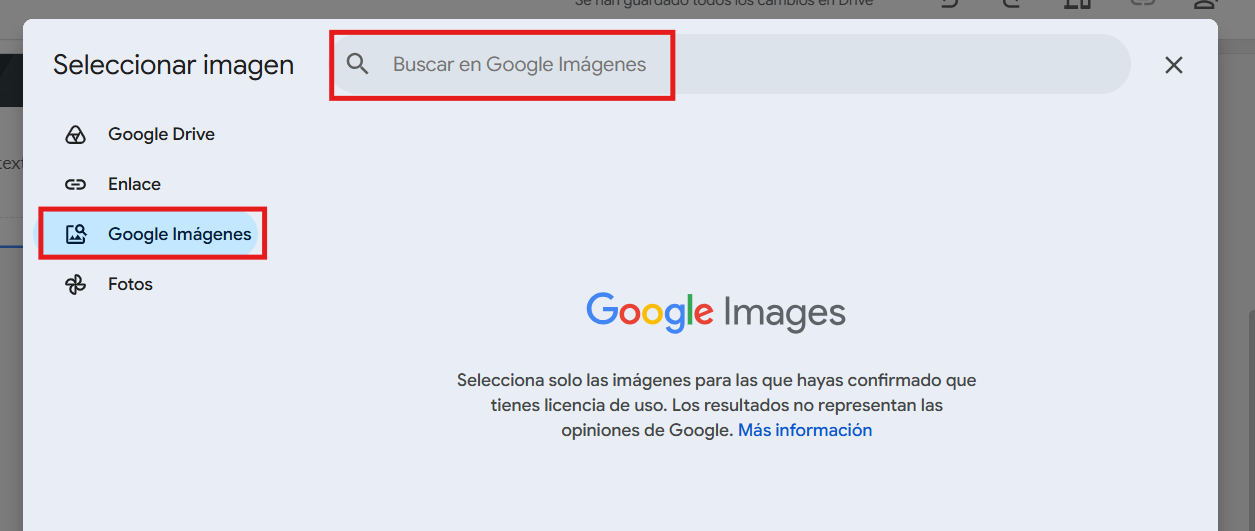 Se han guardado todos los cambios en Drive
Seleccionar imagen
Buscar en Google Imágenes
Google Drive
Enlace
text
Google Imágenes
Fotos
Google Images
Selecciona solo las imágenes para las que hayas confirmado que
tienes licencia de uso. Los resultados no representan las
opiniones de Google. Más información